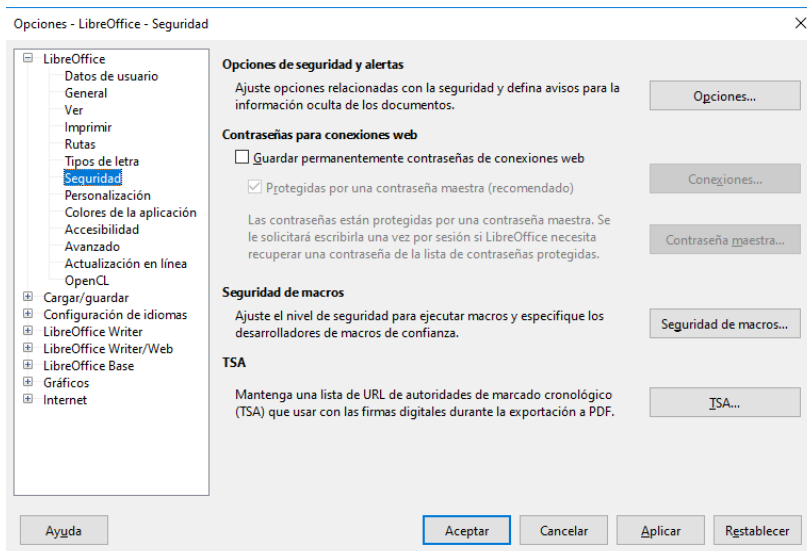 Opciones - LibreOffice - Seguridad
LibreOffice
Datos de usuario
General
Ver
Imprimir
Rutas
Tipos de letra
Seguridad
Personalización
Colores de la aplicación
Accesibilidad
Avanzado
Actualización en línea
OpenCL
Cargar/guardar
Configuración de idiomas
LibreOffice Writer
LibreOffice Writer/Web
LibreOffice Base
Gráficos
Internet
Opciones de seguridad y alertas
Ajuste opciones relacionadas con la seguridad y defina avisos para la
información oculta de los documentos.
Opciones...
Contraseñas para conexiones web
Guardar permanentemente contraseñas de conexiones web
Protegidas por una contraseña maestra (recomendado)
Conexiones...
Las contraseñas están protegidas por una contraseña maestra. Se
le solicitará escribirla una vez por sesión si LibreOffice necesita
recuperar una contraseña de la lista de contraseñas protegidas.
Contraseña maestra...
Seguridad de macros
Ajuste el nivel de seguridad para ejecutar macros y especifique los
desarrolladores de macros de confianza.
Seguridad de macros...
TSA
Mantenga una lista de URL de autoridades de marcado cronológico
(TSA) que usar con las firmas digitales durante la exportación a PDF.
TSA...
Ayuda
Aceptar
Cancelar
Aplicar
Restablecer